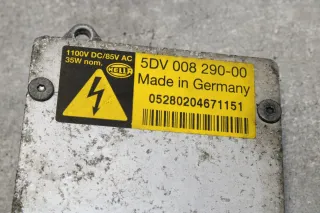 1100V DC/85V AC
35W nom.
HELLA
5DV 008 290-00
Made in Germany
05280204671151